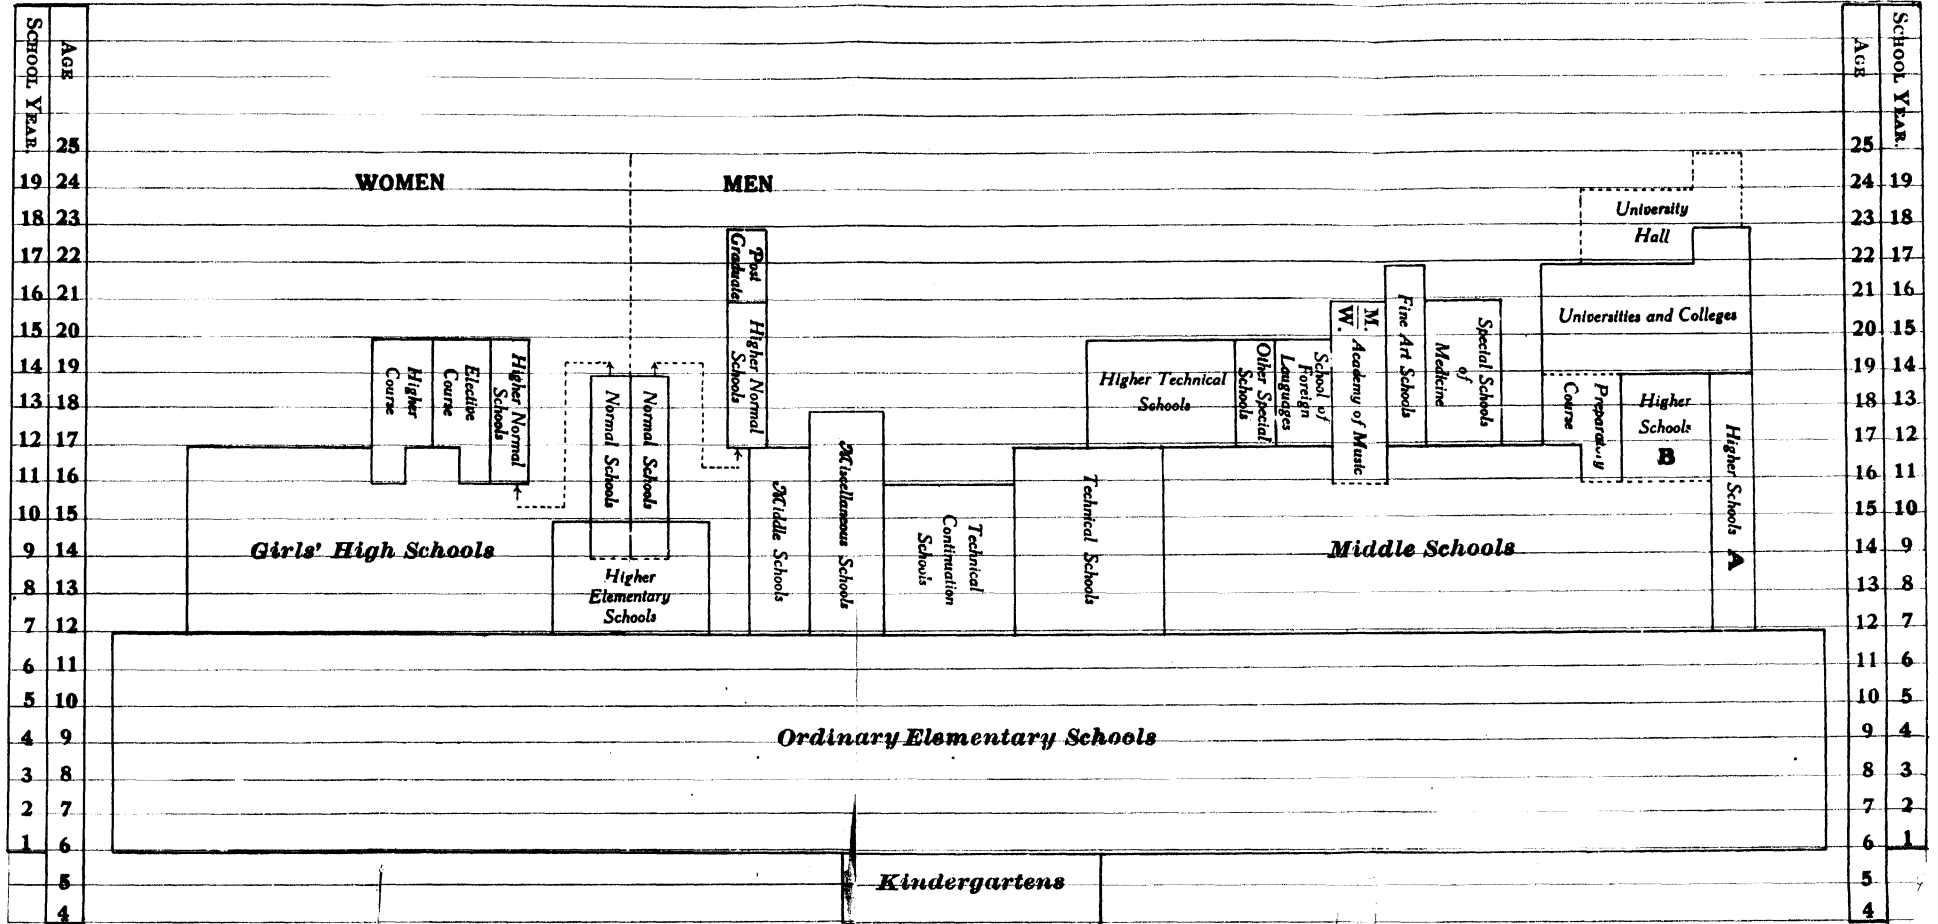 SCHOOL YEAR.
AGE
25
19 24
18 23
17 22
16 21
15 20
14 19
13 18
12 17
11 16
10 15
9 14
8 13
7 12
6 11
5 10
4 9
3 8
2 7
1 6
5
4
WOMEN
MEN
Higher
Course
Elective
Course
Higher Normal
Schools
Girls' High Schools
Normal Schools
Normal Schools
Higher
Elementary
Schools
Post
Graduate
Higher Normal
Schools
Middle Schools
Miscellaneous Schools
Technical
Continuation
Schools
Technical Schools
Higher Technical
Schools
Other Special
Schools
School of
Foreign
Languages
M.
W.
Academy of Music
Fine Art Schools
Special Schools
of
Medicine
University
Hall
Universities and Colleges
Preparatory
Course
Higher
Schools
B
Higher Schools A
Middle Schools
Ordinary Elementary Schools
Kindergartens
AGE
SCHOOL YEAR.
25
24 19
23 18
22 17
21 16
20 15
19 14
18 13
17 12
16 11
15 10
14 9
13 8
12 7
11 6
10 5
9 4
8 3
7 2
6 1
5
4